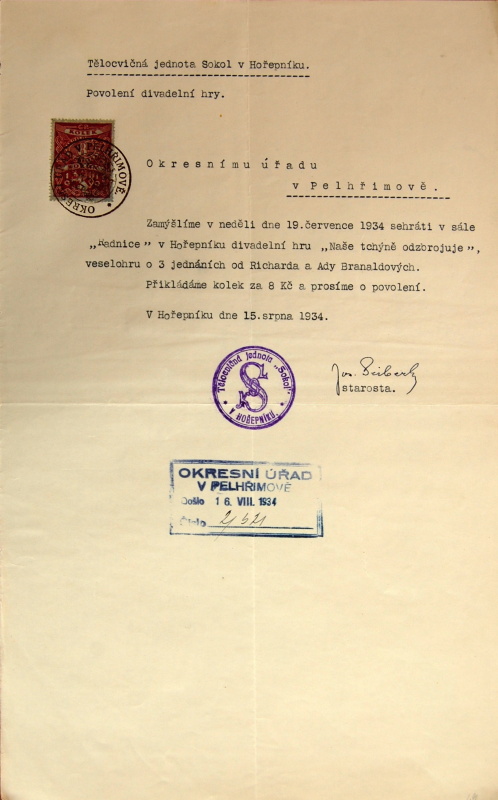 Tělocvičná jednota Sokol v Hořepníku.
Povolení divadelní hry.
KOLEK
Okresnímu úřadu
v Pelhřimově.
Zamýšlíme v neděli dne 19.července 1934 sehráti v sále
„Radnice" v Hořepníku divadelní hru „Naše tchýně odzbrojuje",
veselohru o 3 jednáních od Richarda a Ady Branaldových.
Přikládáme kolek za 8 Kč a prosíme o povolení.
V Hořepníku dne 15.srpna 1934.
Tělocvičná jednota „Sokol"
V HOŘEPNÍKU.
Jos.
starosta.
OKRESNÍ ÚŘAD
V PELHŘIMOVĚ
Došlo 16. VIII. 1934
Číslo